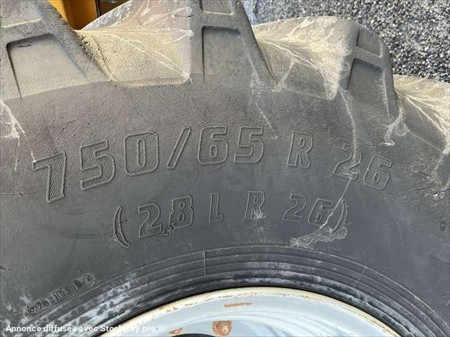 750/65 R 26
(28 L R 26)
Annonce diffusée avec Stockway pro ©